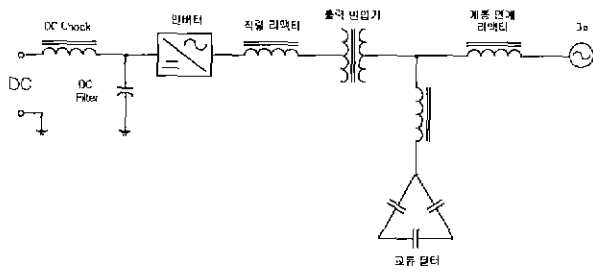 DC Chock
인버터
직렬 리액터
출력 변압기
계통 연계
리액터
DC
DC
Filter
교류 필터